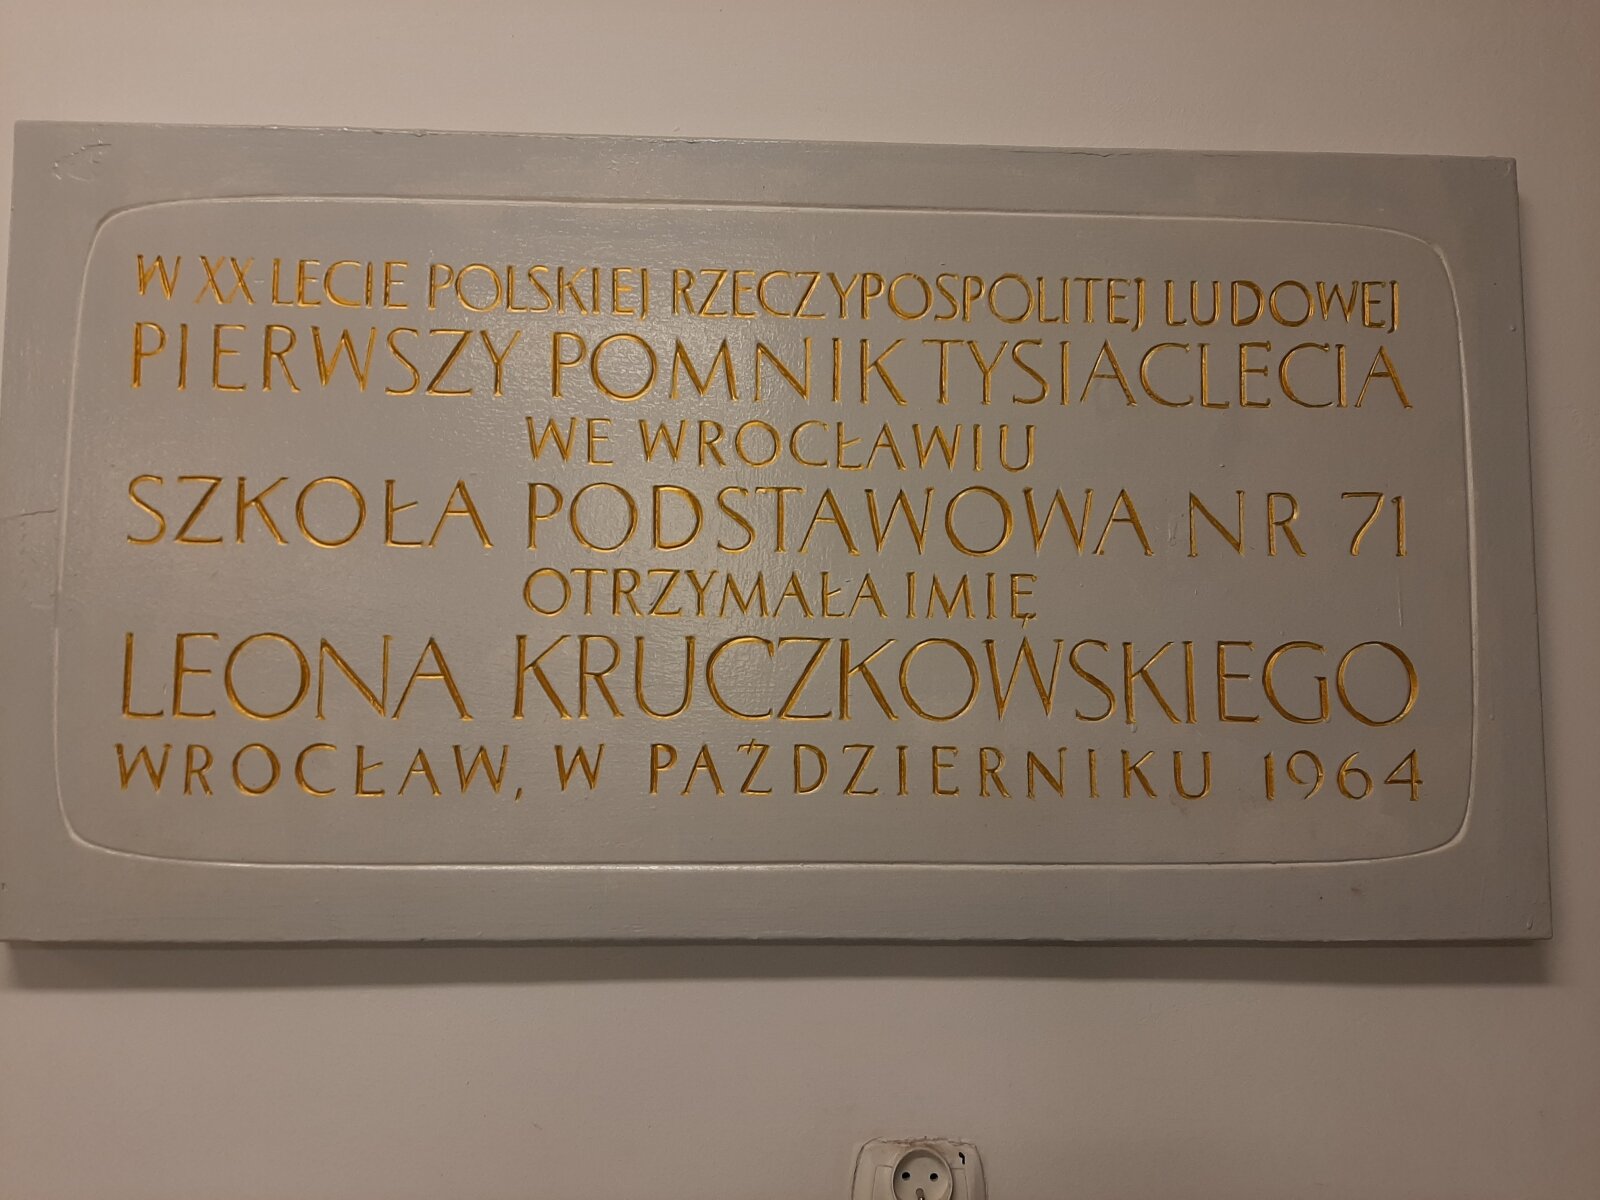 W XX-LECIE POLSKIEJ RZECZYPOSPOLITEJ LUDOWEJ
PIERWSZY POMNIK TYSIACLECIA
WE WROCŁAWIU
SZKOŁA PODSTAWOWA NR 71
OTRZYMAŁA IMIĘ
LEONA KRUCZKOWSKIEGO
WROCŁAW, W PAŹDZIERNIKU 1964